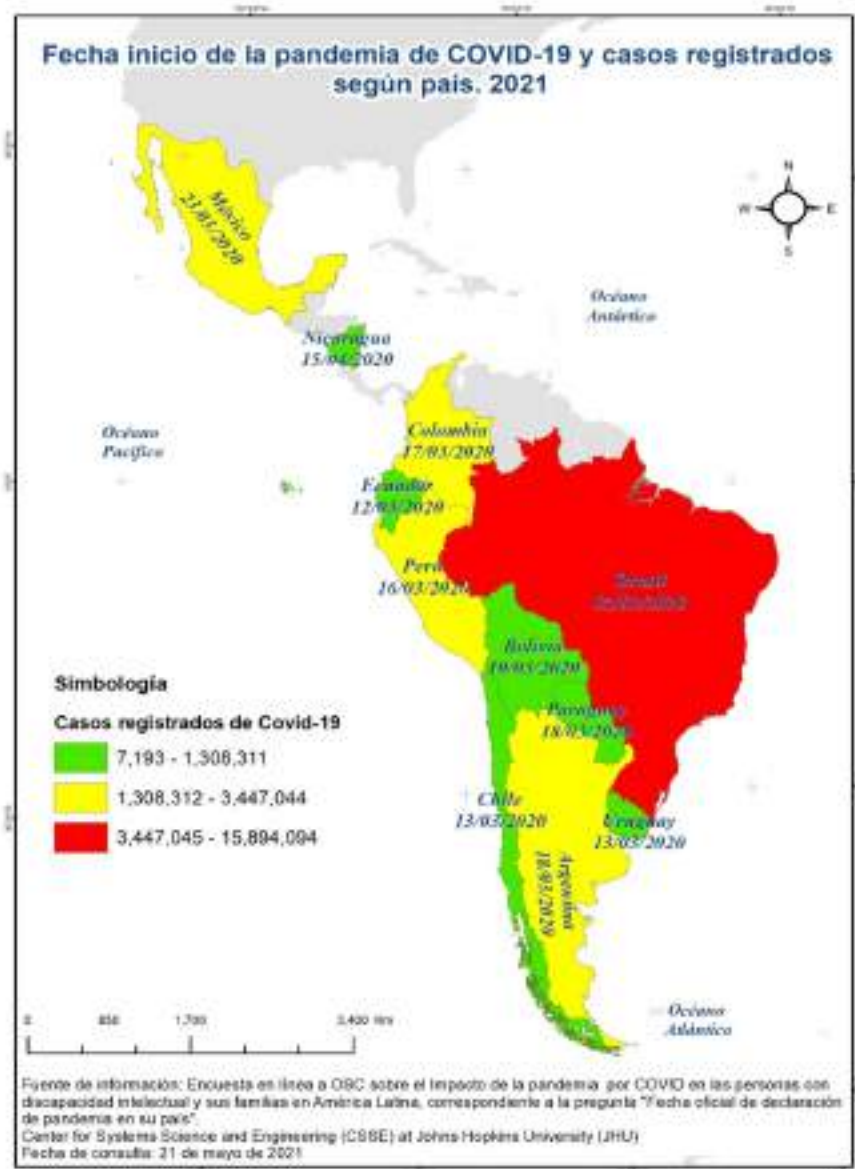 Fecha inicio de la pandemia de COVID-19 y casos registrados
según país. 2021
N
W E
S
México
23/03/2020
Océano
Antártico
Nicaragua
15/04/2020
Océano
Pacífico
Colombia
17/03/2020
Ecuador
12/03/2020
Perú
16/03/2020
Brasil
Bolivia
10/03/2020
Paraguay
18/03/2020
Simbología
Casos registrados de Covid-19
7,193 - 1,308,311
1,308,312 - 3,447,044
3,447,045 - 15,894,094
Chile
13/03/2020
Uruguay
13/03/2020
Argentina
18/03/2020
Océano
Atlántico
0 850 1,700 3,400 Km
Fuente de información: Encuesta en línea a OSC sobre el Impacto de la pandemia por COVID en las personas con
discapacidad intelectual y sus familias en América Latina, correspondiente a la pregunta "Fecha oficial de declaración
de pandemia en su país".
Center for Systems Science and Engineering (CSSE) at Johns Hopkins University (JHU)
Fecha de consulta: 21 de mayo de 2021